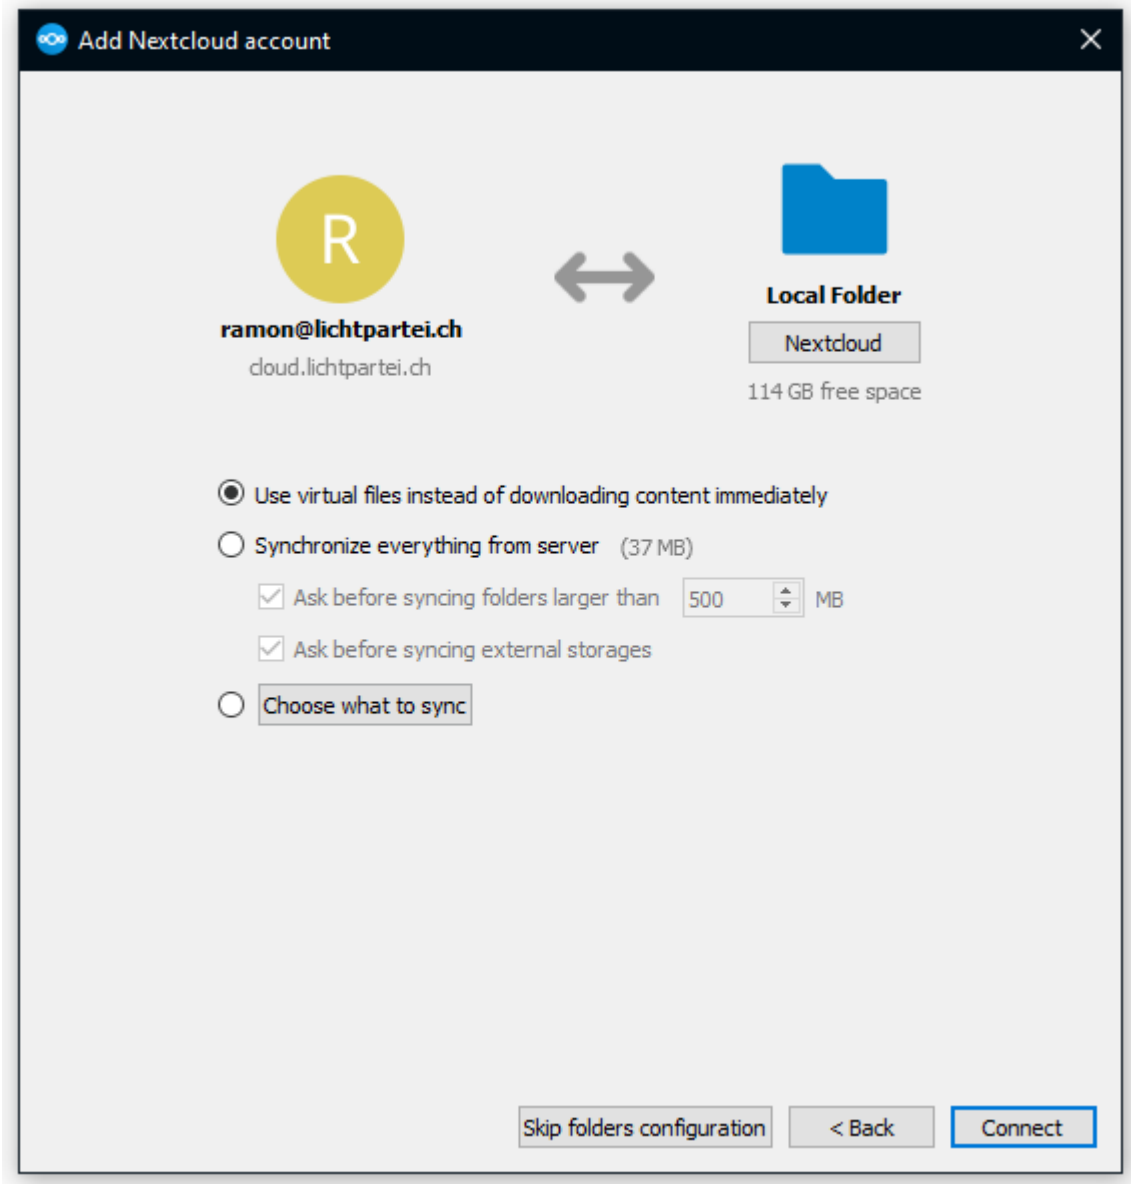 Add Nextcloud account
R
ramon@lichtpartei.ch
cloud.lichtpartei.ch
Local Folder
Nextcloud
114 GB free space
Use virtual files instead of downloading content immediately
Synchronize everything from server (37 MB)
Ask before syncing folders larger than 500 MB
Ask before syncing external storages
Choose what to sync
Skip folders configuration < Back Connect